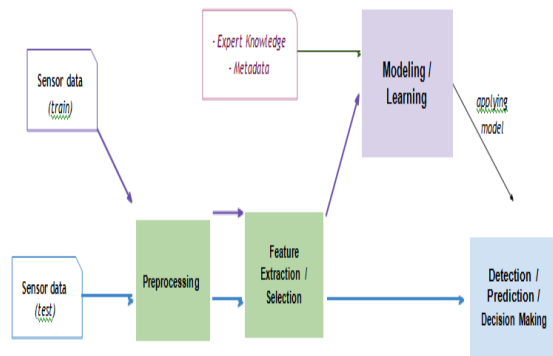 Sensor data
(train)
- Expert Knowledge
- Metadata
Modeling /
Learning
applying
model
Sensor data
(test)
Preprocessing
Feature
Extraction /
Selection
Detection /
Prediction /
Decision Making